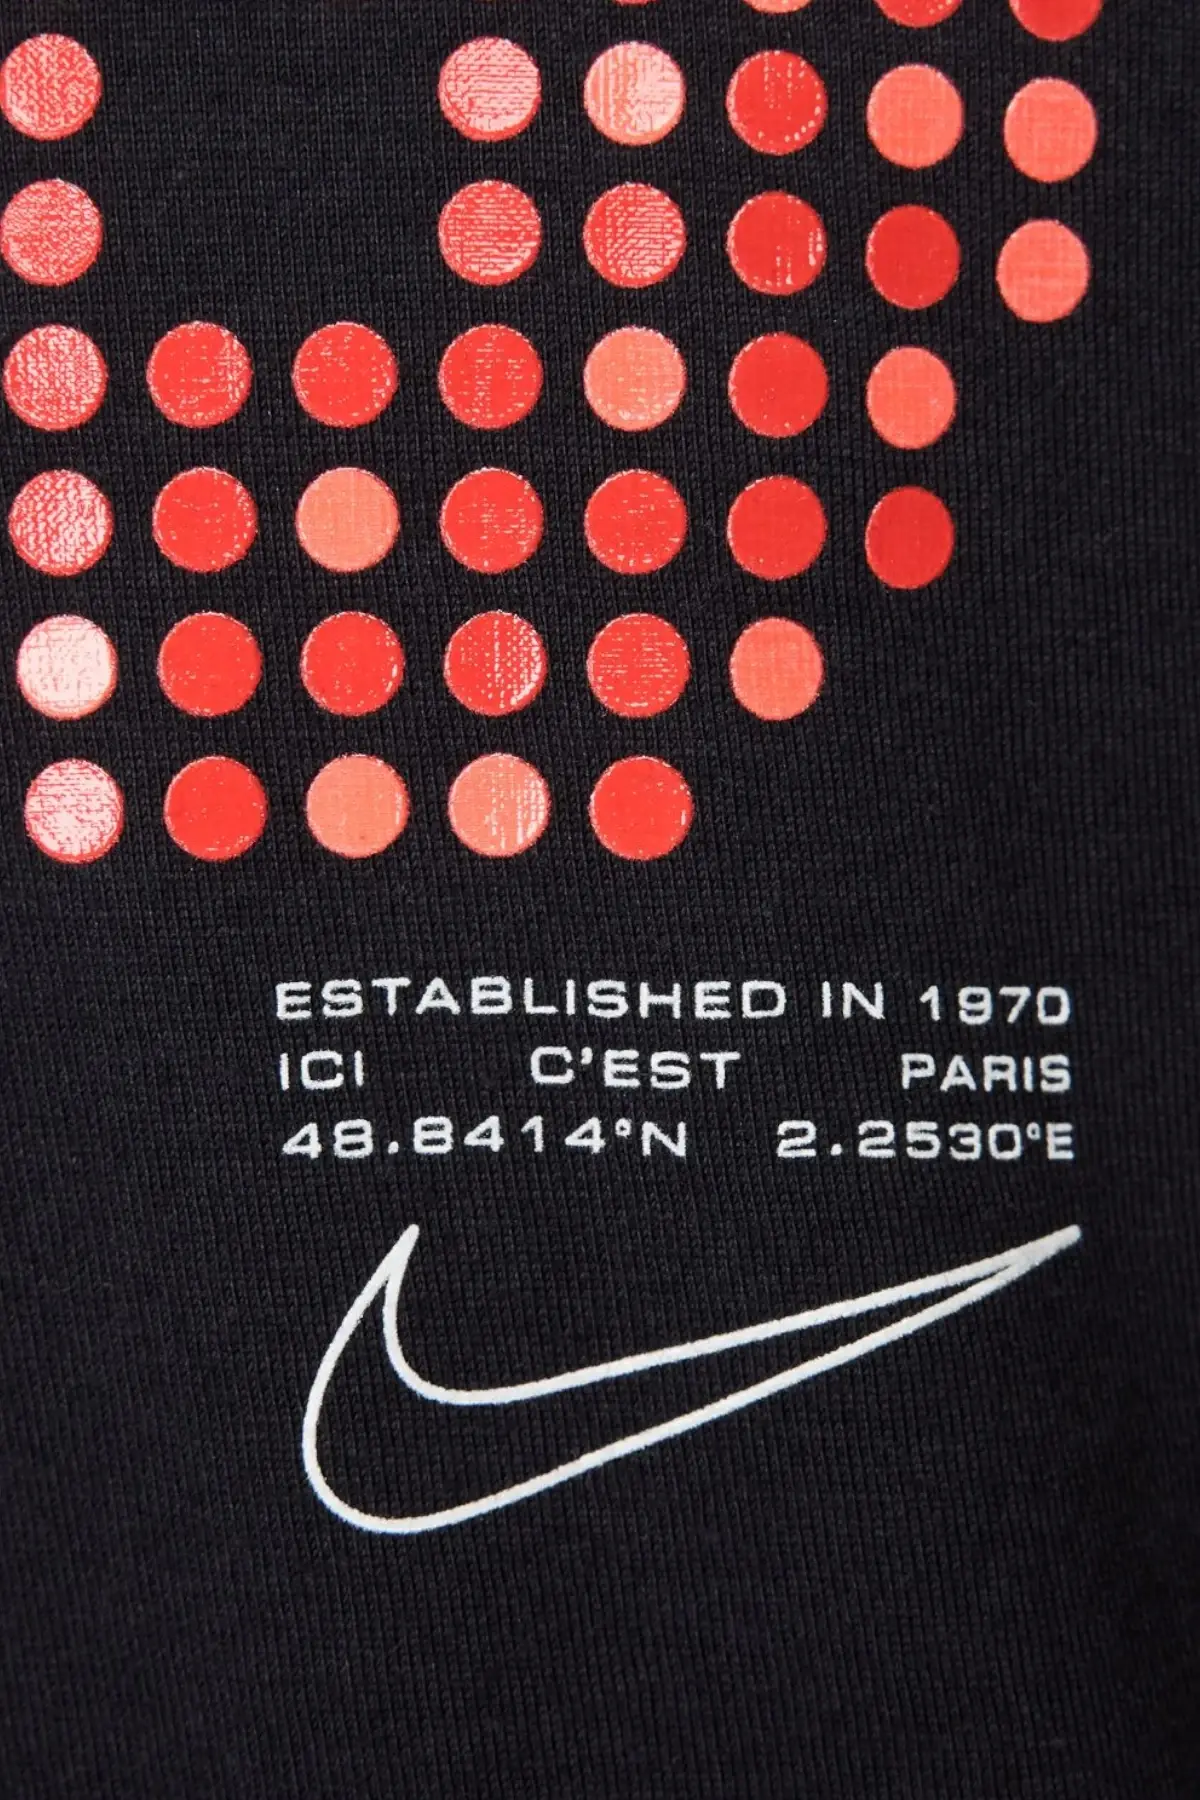 ESTABLISHED IN 1970
ICI C'EST PARIS
48.8414°N 2.2530°E